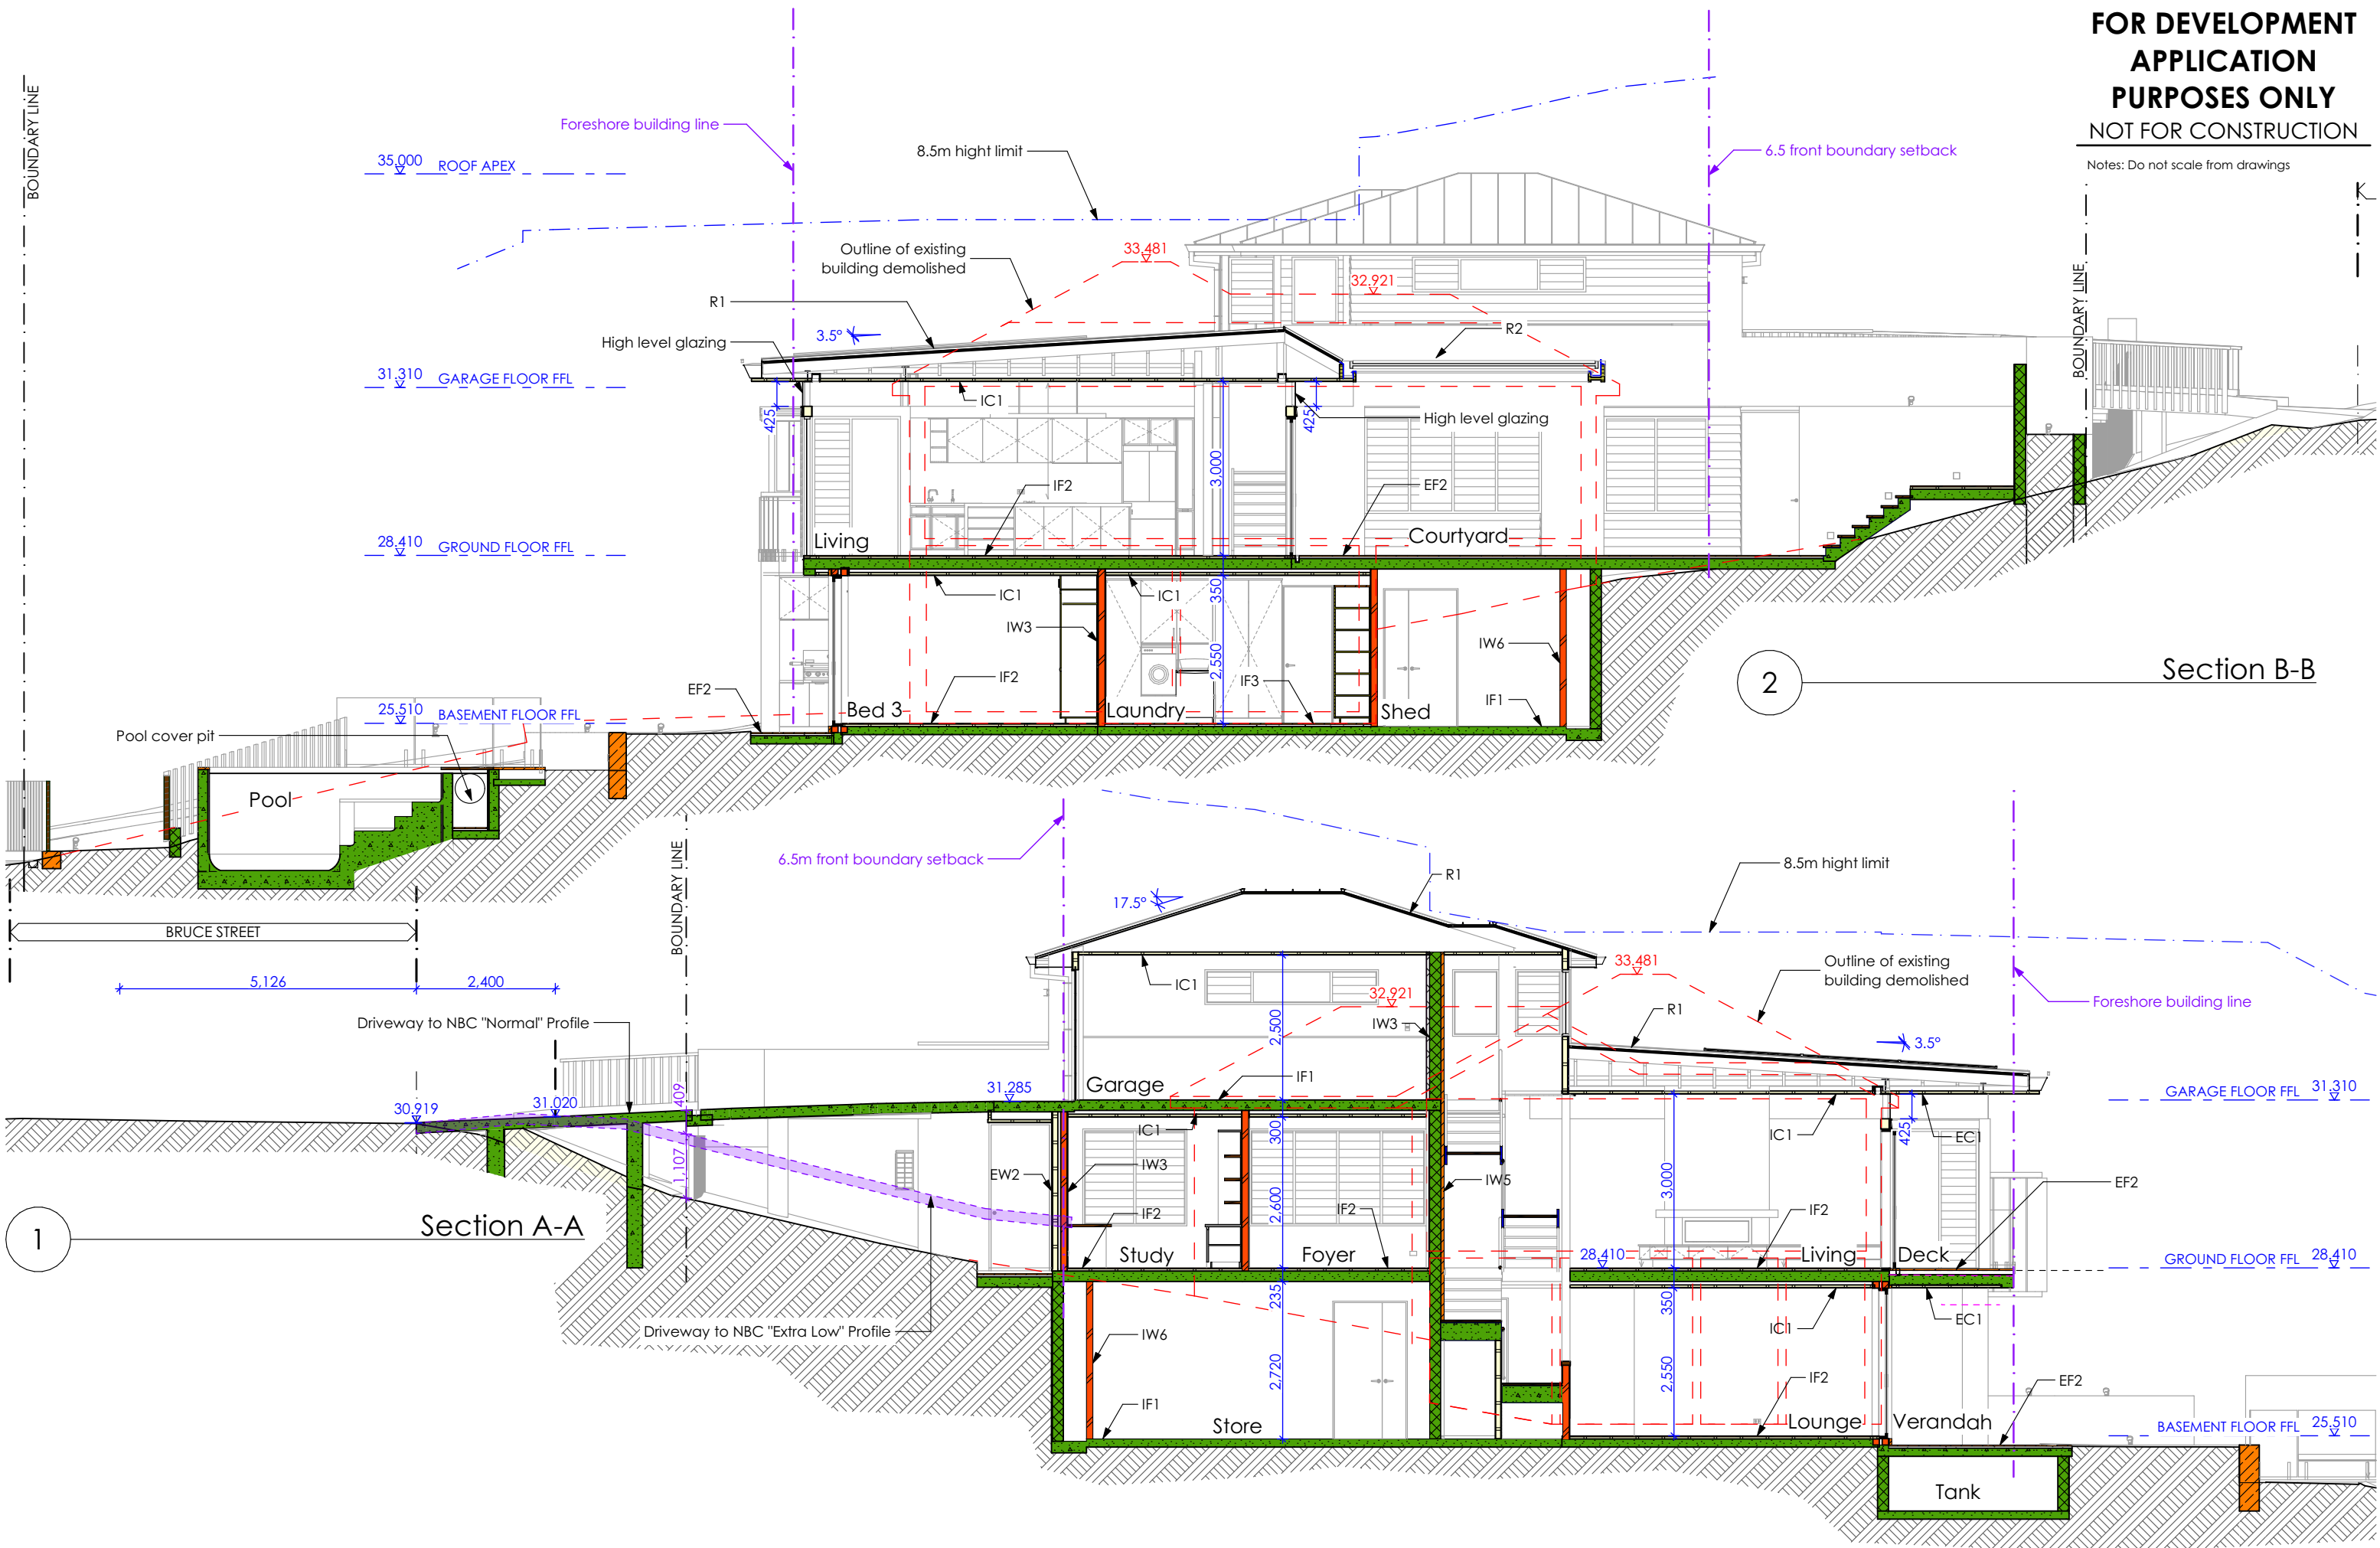 FOR DEVELOPMENT
APPLICATION
PURPOSES ONLY
NOT FOR CONSTRUCTION
Notes: Do not scale from drawings
BOUNDARY LINE
Foreshore building line
8.5m hight limit
6.5 front boundary setback
35.000 ROOF APEX
Outline of existing
building demolished
33.481
32.921
R1
3.5°
R2
High level glazing
BOUNDARY LINE
31.310 GARAGE FLOOR FFL
IC1
425
425
High level glazing
3,000
IF2
EF2
Living
Courtyard
28.410 GROUND FLOOR FFL
IC1
IC1
350
IW3
IW6
2,550
EF2
IF2
IF3
IF1
Bed 3
Laundry
Shed
2
Section B-B
25.510 BASEMENT FLOOR FFL
Pool cover pit
Pool
BOUNDARY LINE
6.5m front boundary setback
8.5m hight limit
R1
17.5°
BRUCE STREET
5,126
2,400
IC1
33.481
Outline of existing
building demolished
32.921
Foreshore building line
Driveway to NBC "Normal" Profile
2,500
IW3
R1
3.5°
30.919
31.020
409
31.285
Garage
IF1
GARAGE FLOOR FFL 31.310
IC1
300
IC1
425
EC1
1,107
EW2
IW3
IW5
3,000
EF2
2,600
IF2
IF2
IF2
1
Section A-A
Study
Foyer
28.410
Living
Deck
GROUND FLOOR FFL 28.410
235
350
IC1
EC1
Driveway to NBC "Extra Low" Profile
IW6
2,720
2,550
IF2
EF2
IF1
Store
Lounge
Verandah
BASEMENT FLOOR FFL 25.510
Tank